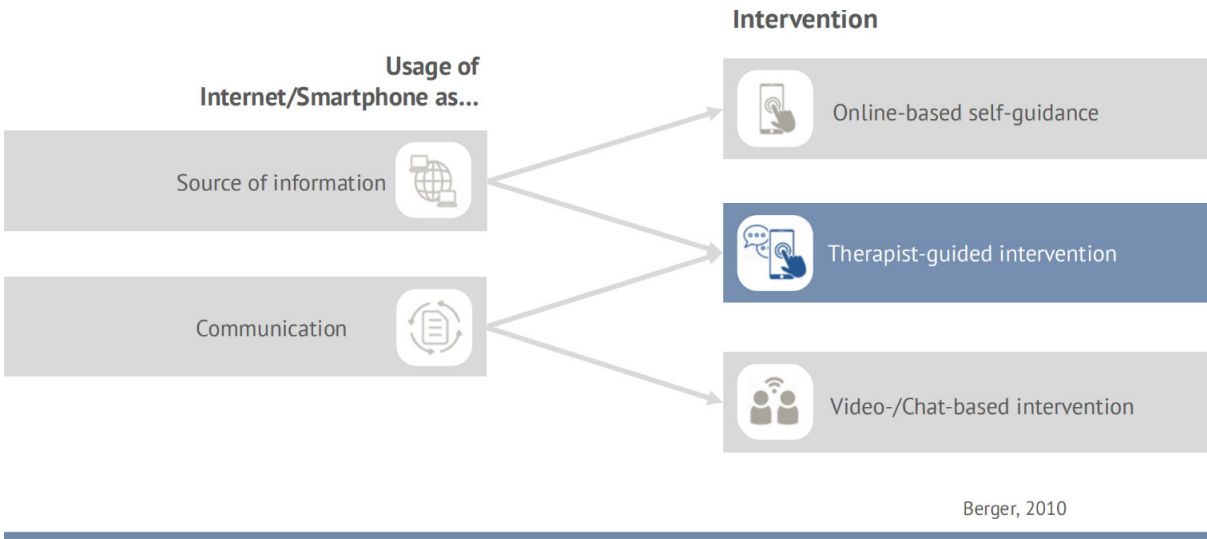 Intervention
Usage of
Internet/Smartphone as...
Online-based self-guidance
Source of information
Therapist-guided intervention
Communication
Video-/Chat-based intervention
Berger, 2010